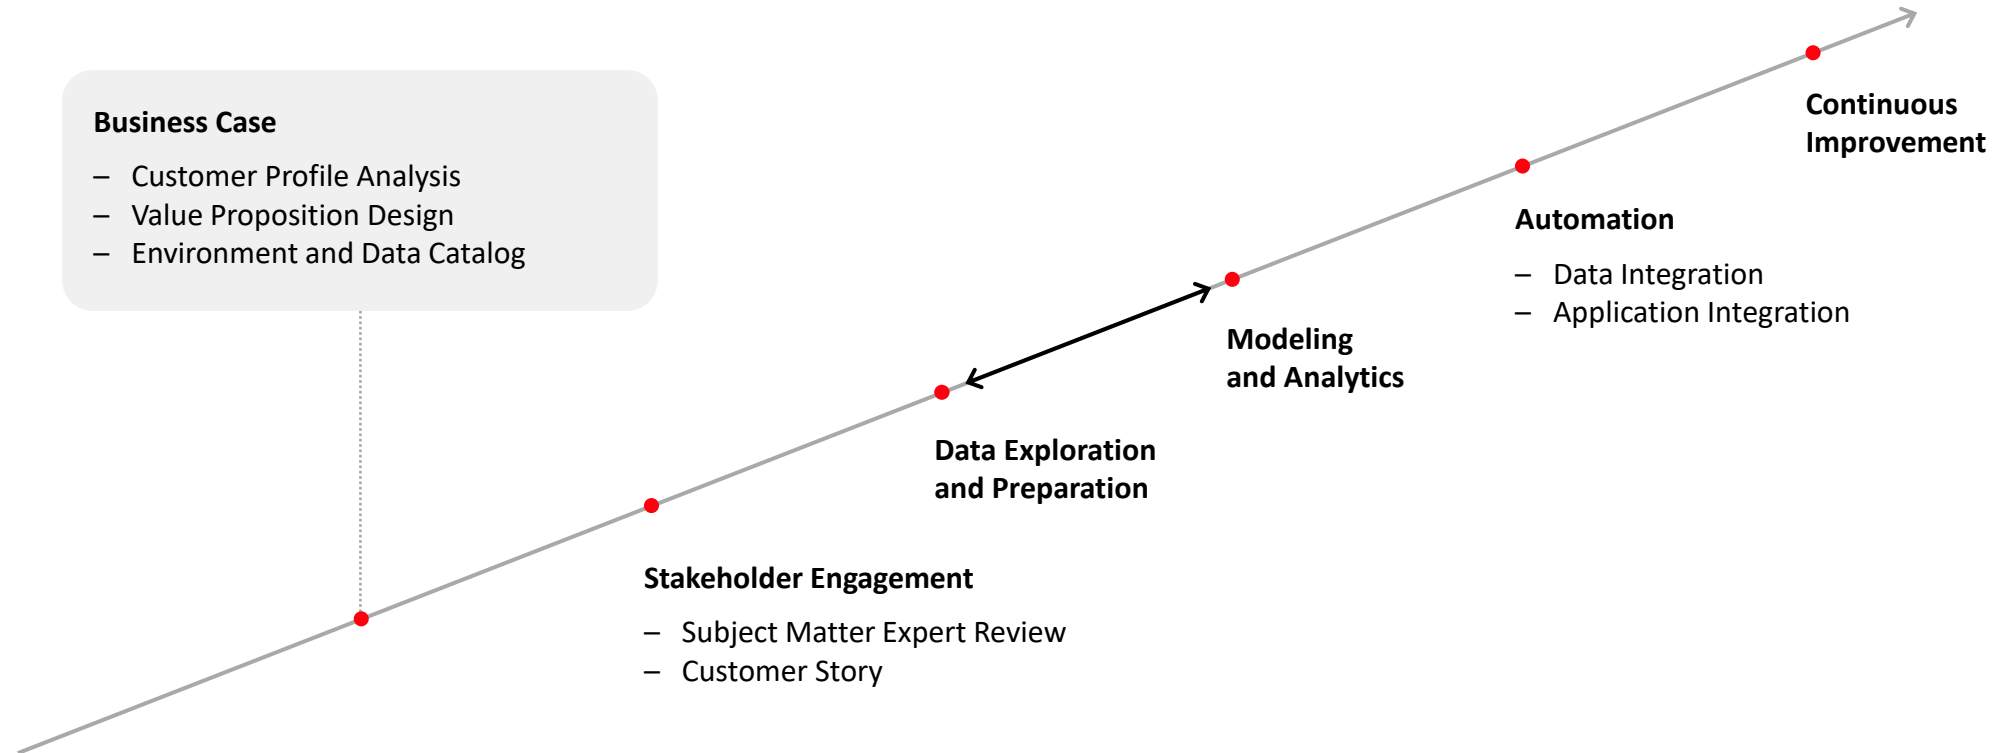 Business Case
– Customer Profile Analysis
– Value Proposition Design
– Environment and Data Catalog
Stakeholder Engagement
– Subject Matter Expert Review
– Customer Story
Data Exploration
and Preparation
Modeling
and Analytics
Automation
– Data Integration
– Application Integration
Continuous
Improvement